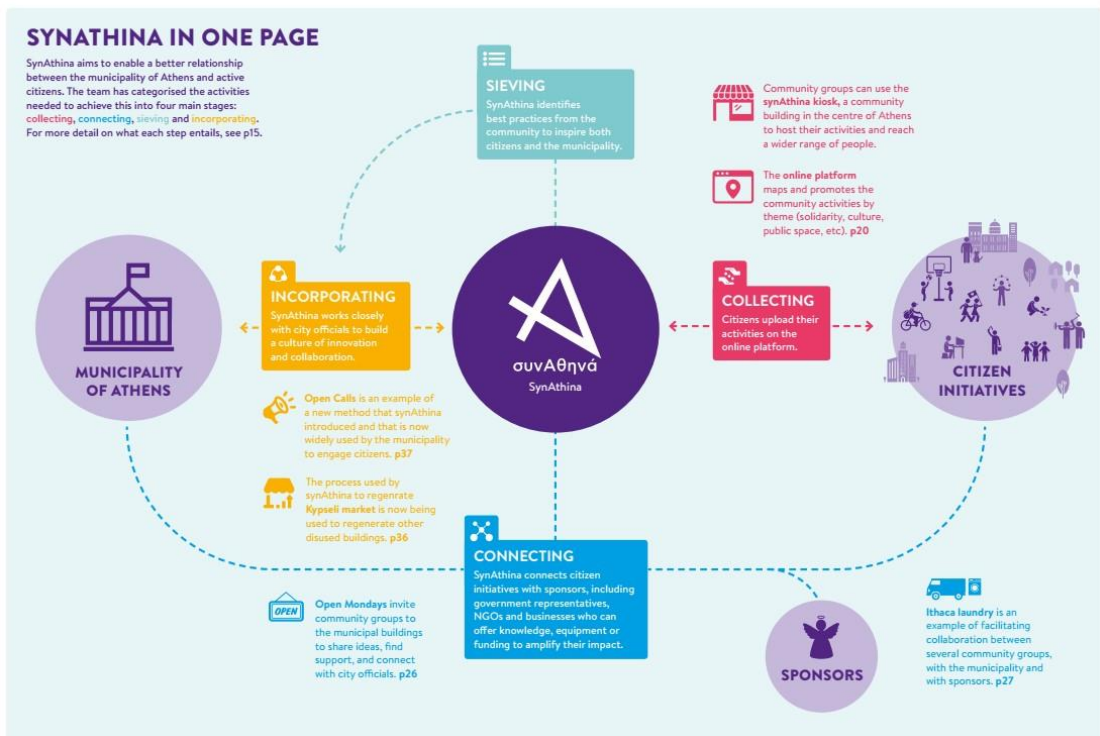 SYNATHINA IN ONE PAGE
SynAthina aims to enable a better relationship
between the municipality of Athens and active
citizens. The team has categorised the activities
needed to achieve this into four main stages:
collecting, connecting, sieving and incorporating.
For more detail on what each step entails, see p15.
SIEVING
SynAthina identifies
best practices from the
community to inspire both
citizens and the municipality.
Community groups can use the
synAthina kiosk, a community
building in the centre of Athens
to host their activities and reach
a wider range of people.
The online platform
maps and promotes the
community activities by
theme (solidarity, culture,
public space, etc). p20
MUNICIPALITY
OF ATHENS
INCORPORATING
SynAthina works closely
with city officials to build
a culture of innovation
and collaboration.
συνΑθηνά
SynAthina
COLLECTING
Citizens upload their
activities on the
online platform.
CITIZEN
INITIATIVES
Open Calls is an example of
a new method that synAthina
introduced and that is now
widely used by the municipality
to engage citizens. p37
The process used by
synAthina to regenrate
Kypseli market is now being
used to regenerate other
disused buildings. p36
CONNECTING
SynAthina connects citizen
initiatives with sponsors, including
government representatives,
NGOs and businesses who can
offer knowledge, equipment or
funding to amplify their impact.
OPEN
Open Mondays invite
community groups to
the municipal buildings
to share ideas, find
support, and connect
with city officials. p26
SPONSORS
Ithaca laundry is an
example of facilitating
collaboration between
several community groups,
with the municipality and
with sponsors. p27